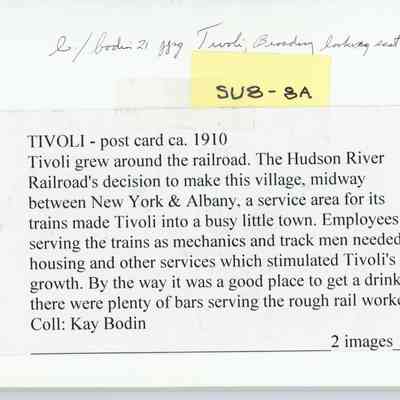 Tivoli, Broadway looking east
SUB-8A
TIVOLI - post card ca. 1910
Tivoli grew around the railroad. The Hudson River
Railroad's decision to make this village, midway
between New York & Albany, a service area for its
trains made Tivoli into a busy little town. Employees
serving the trains as mechanics and track men needed
housing and other services which stimulated Tivoli's
growth. By the way it was a good place to get a drink
there were plenty of bars serving the rough rail worke
Coll: Kay Bodin
2 images